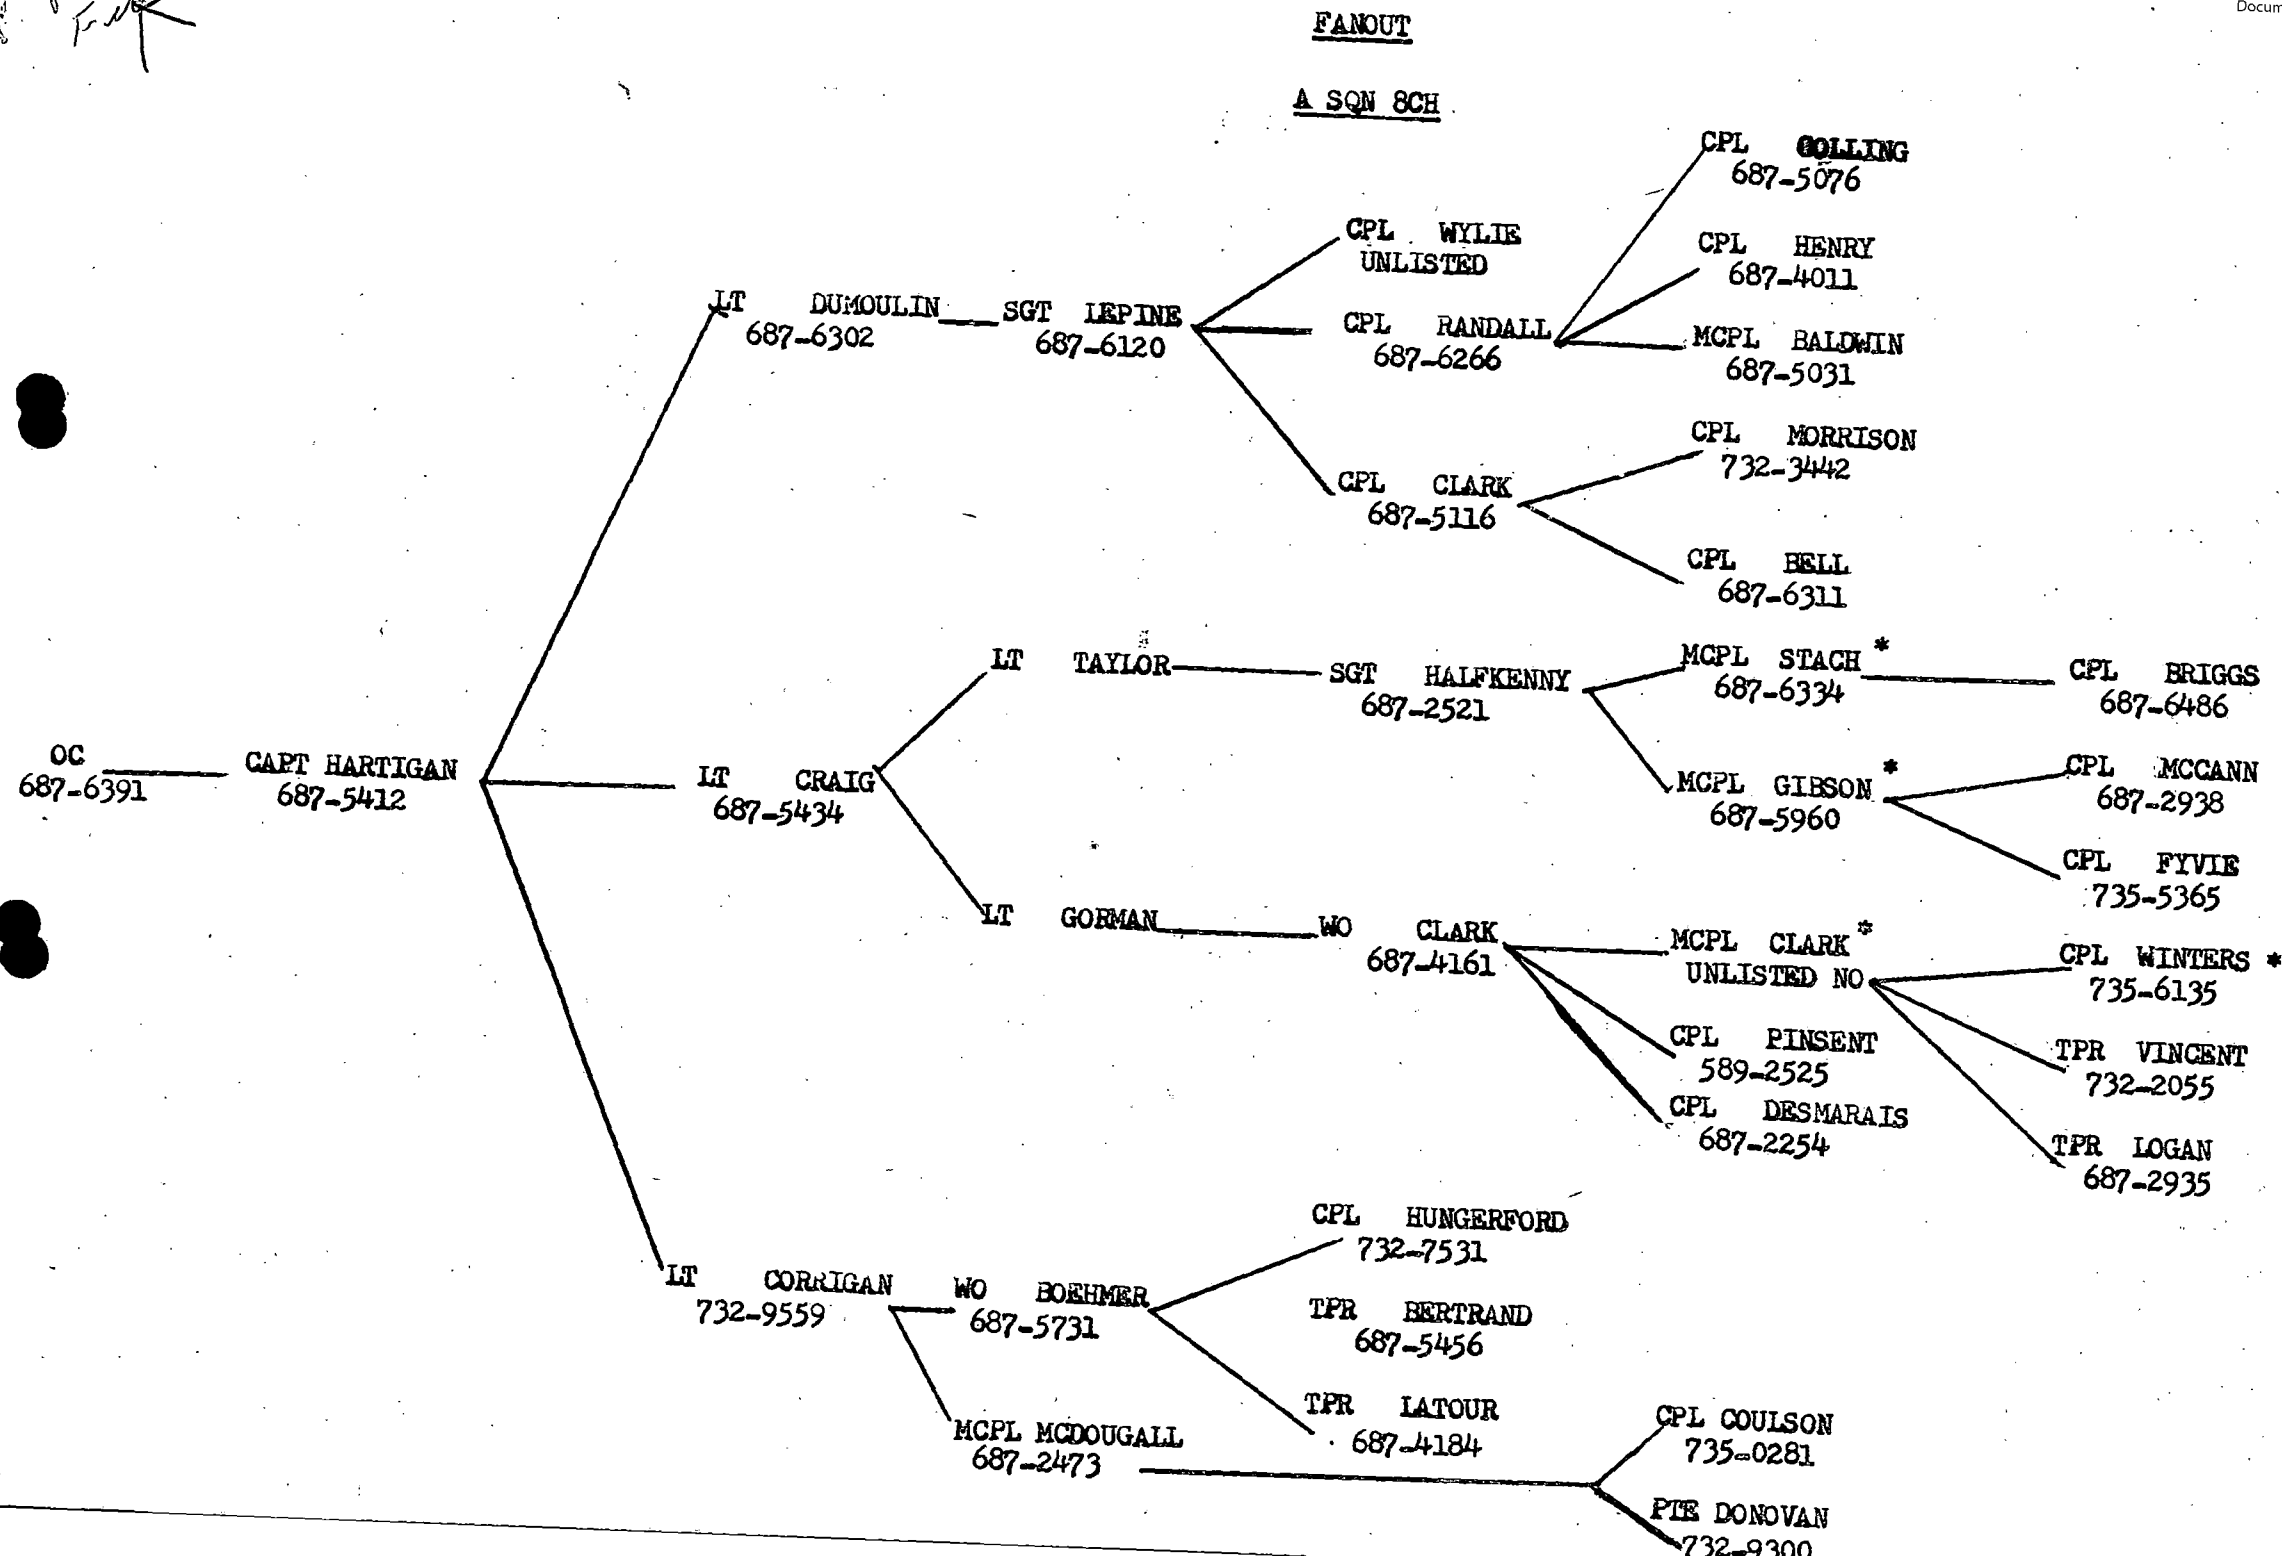 Docum
FANOUT
A SQN 8CH
CPL COLLING
687-5076
CPL WYLIE
UNLISTED
CPL HENRY
687-4011
LT DUMOULIN
687-6302
SGT LEPINE
687-6120
CPL RANDALL
687-6266
MCPL BALDWIN
687-5031
CPL MORRISON
732-3442
CPL CLARK
687-5116
CPL BELL
687-6311
LT TAYLOR
SGT HALFKENNY
687-2521
MCPL STACH *
687-6334
CPL BRIGGS
687-6486
OC
687-6391
CAPT HARTIGAN
687-5412
LT CRAIG
687-5434
MCPL GIBSON *
687-5960
CPL MCCANN
687-2938
CPL FYVIE
735-5365
LT GORMAN
WO CLARK
687-4161
MCPL CLARK *
UNLISTED NO
CPL WINTERS *
735-6135
CPL PINSENT
589-2525
TPR VINCENT
732-2055
CPL DESMARAIS
687-2254
TPR LOGAN
687-2935
CPL HUNGERFORD
732-7531
LT CORRIGAN
732-9559
WO BOEHMER
687-5731
TPR BERTRAND
687-5456
TPR LATOUR
687-4184
MCPL MCDOUGALL
687-2473
CPL COULSON
735-0281
PTE DONOVAN
732-9300